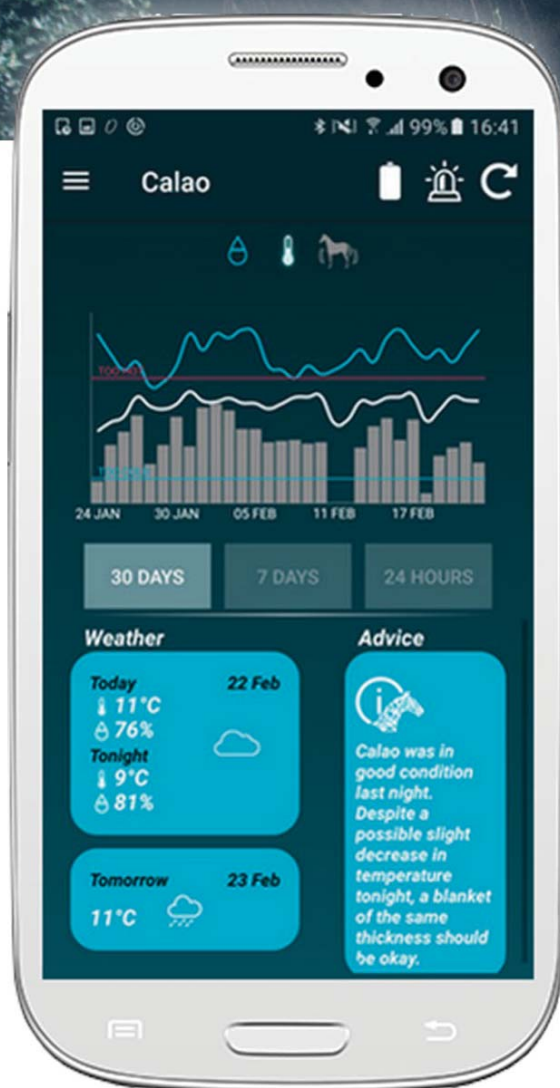 99% 16:41
Calao
TOO HOT
TOO COLD
24 JAN 30 JAN 05 FEB 11 FEB 17 FEB
30 DAYS 7 DAYS 24 HOURS
Weather
Today 22 Feb
11°C
76%
Tonight
9°C
81%
Tomorrow 23 Feb
11°C
Advice
Calao was in
good condition
last night.
Despite a
possible slight
decrease in
temperature
tonight, a blanket
of the same
thickness should
be okay.